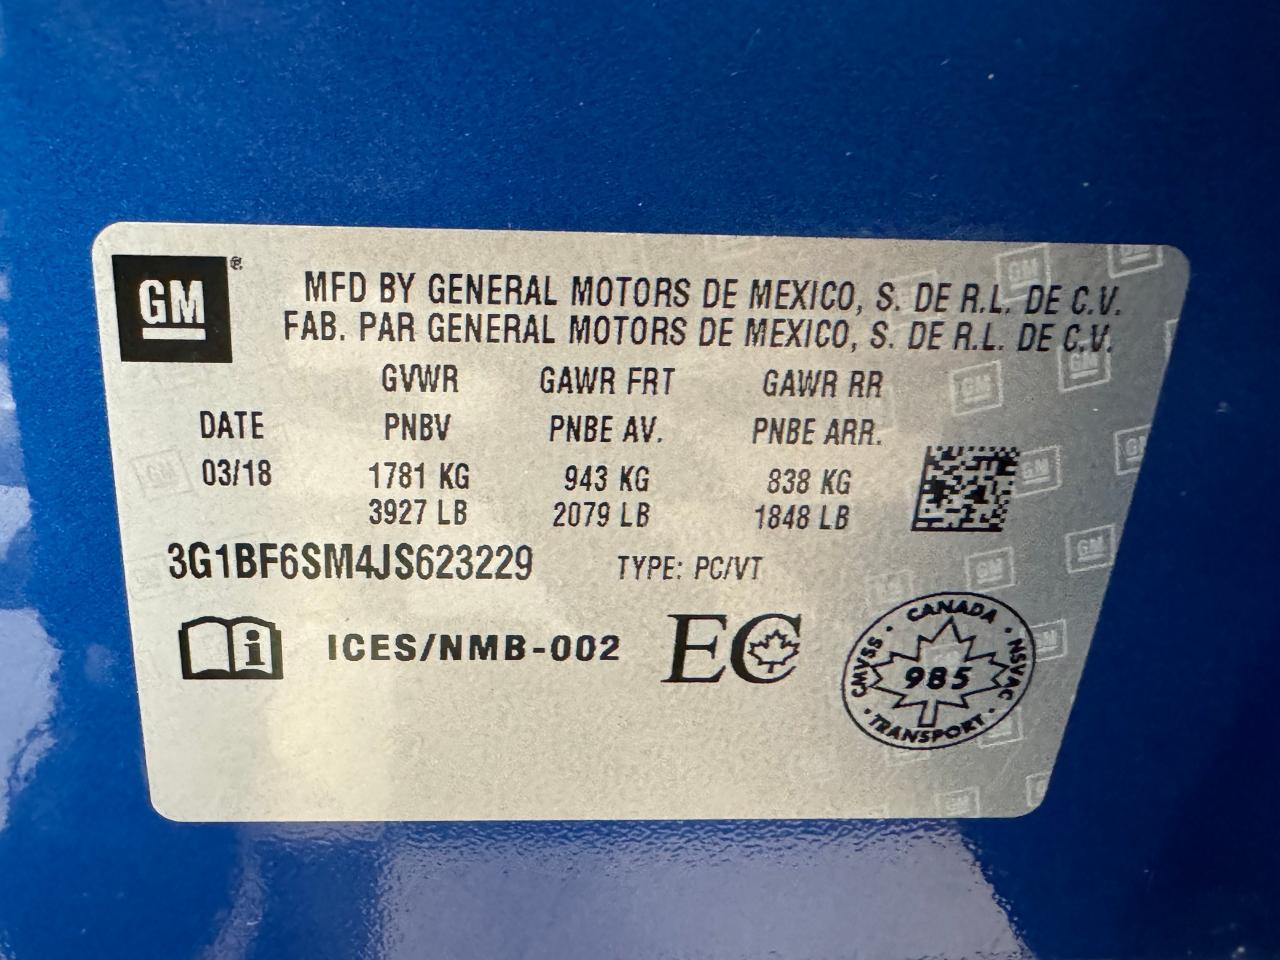 GM ®
MFD BY GENERAL MOTORS DE MEXICO, S. DE R.L. DE C.V.
FAB. PAR GENERAL MOTORS DE MEXICO, S. DE R.L. DE C.V.
GVWR GAWR FRT GAWR RR
DATE PNBV PNBE AV. PNBE ARR.
03/18 1781 KG 943 KG 838 KG
3927 LB 2079 LB 1848 LB
3G1BF6SM4JS623229 TYPE: PC/VT
i ICES/NMB-002 EC
CANADA
CMVSS 985 NSVAC
TRANSPORT